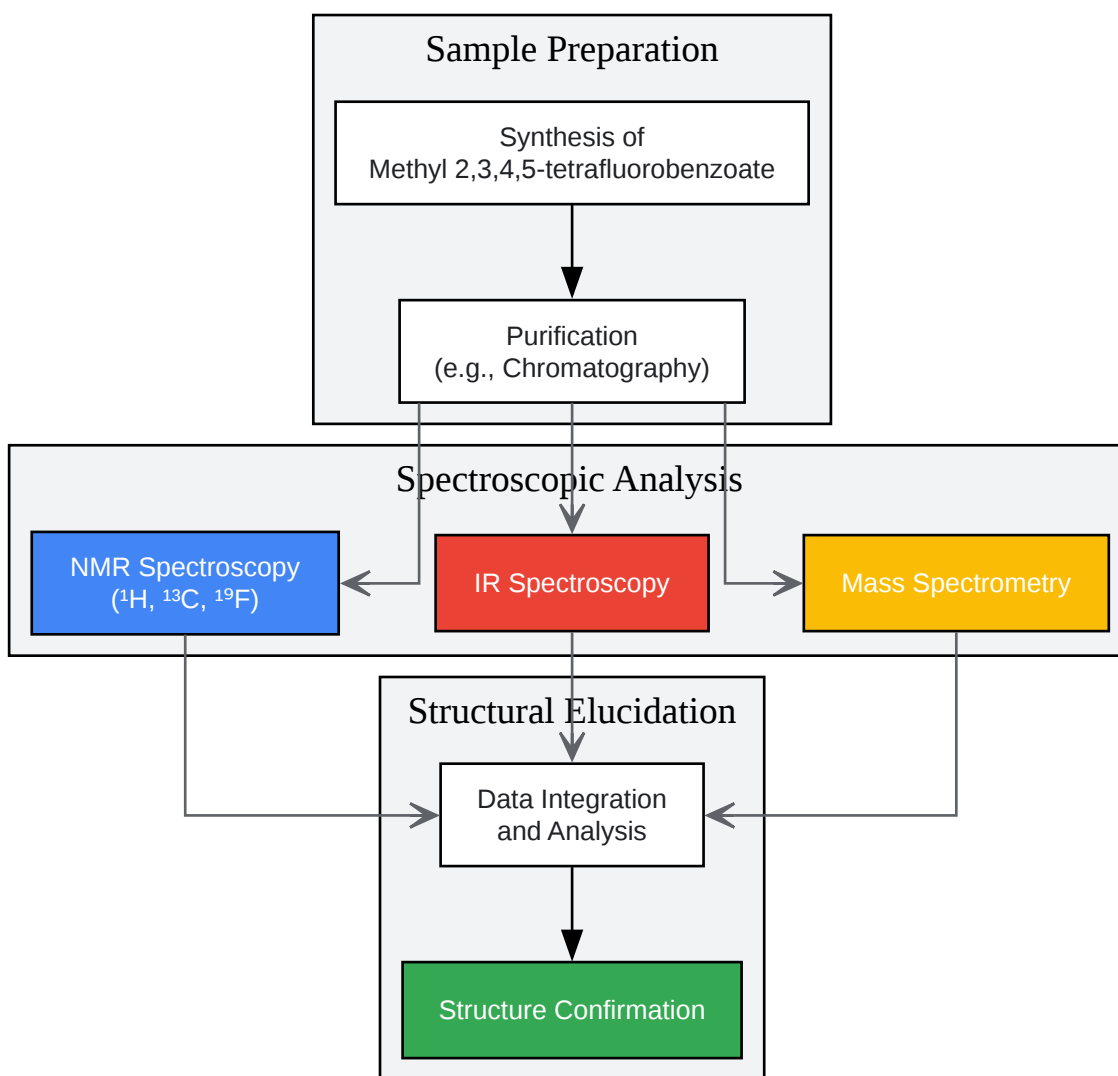 Sample Preparation
Synthesis of
Methyl 2,3,4,5-tetrafluorobenzoate
Purification
(e.g., Chromatography)
Spectroscopic Analysis
NMR Spectroscopy
(¹H, ¹³C, ¹⁹F)
IR Spectroscopy
Mass Spectrometry
Structural Elucidation
Data Integration
and Analysis
Structure Confirmation